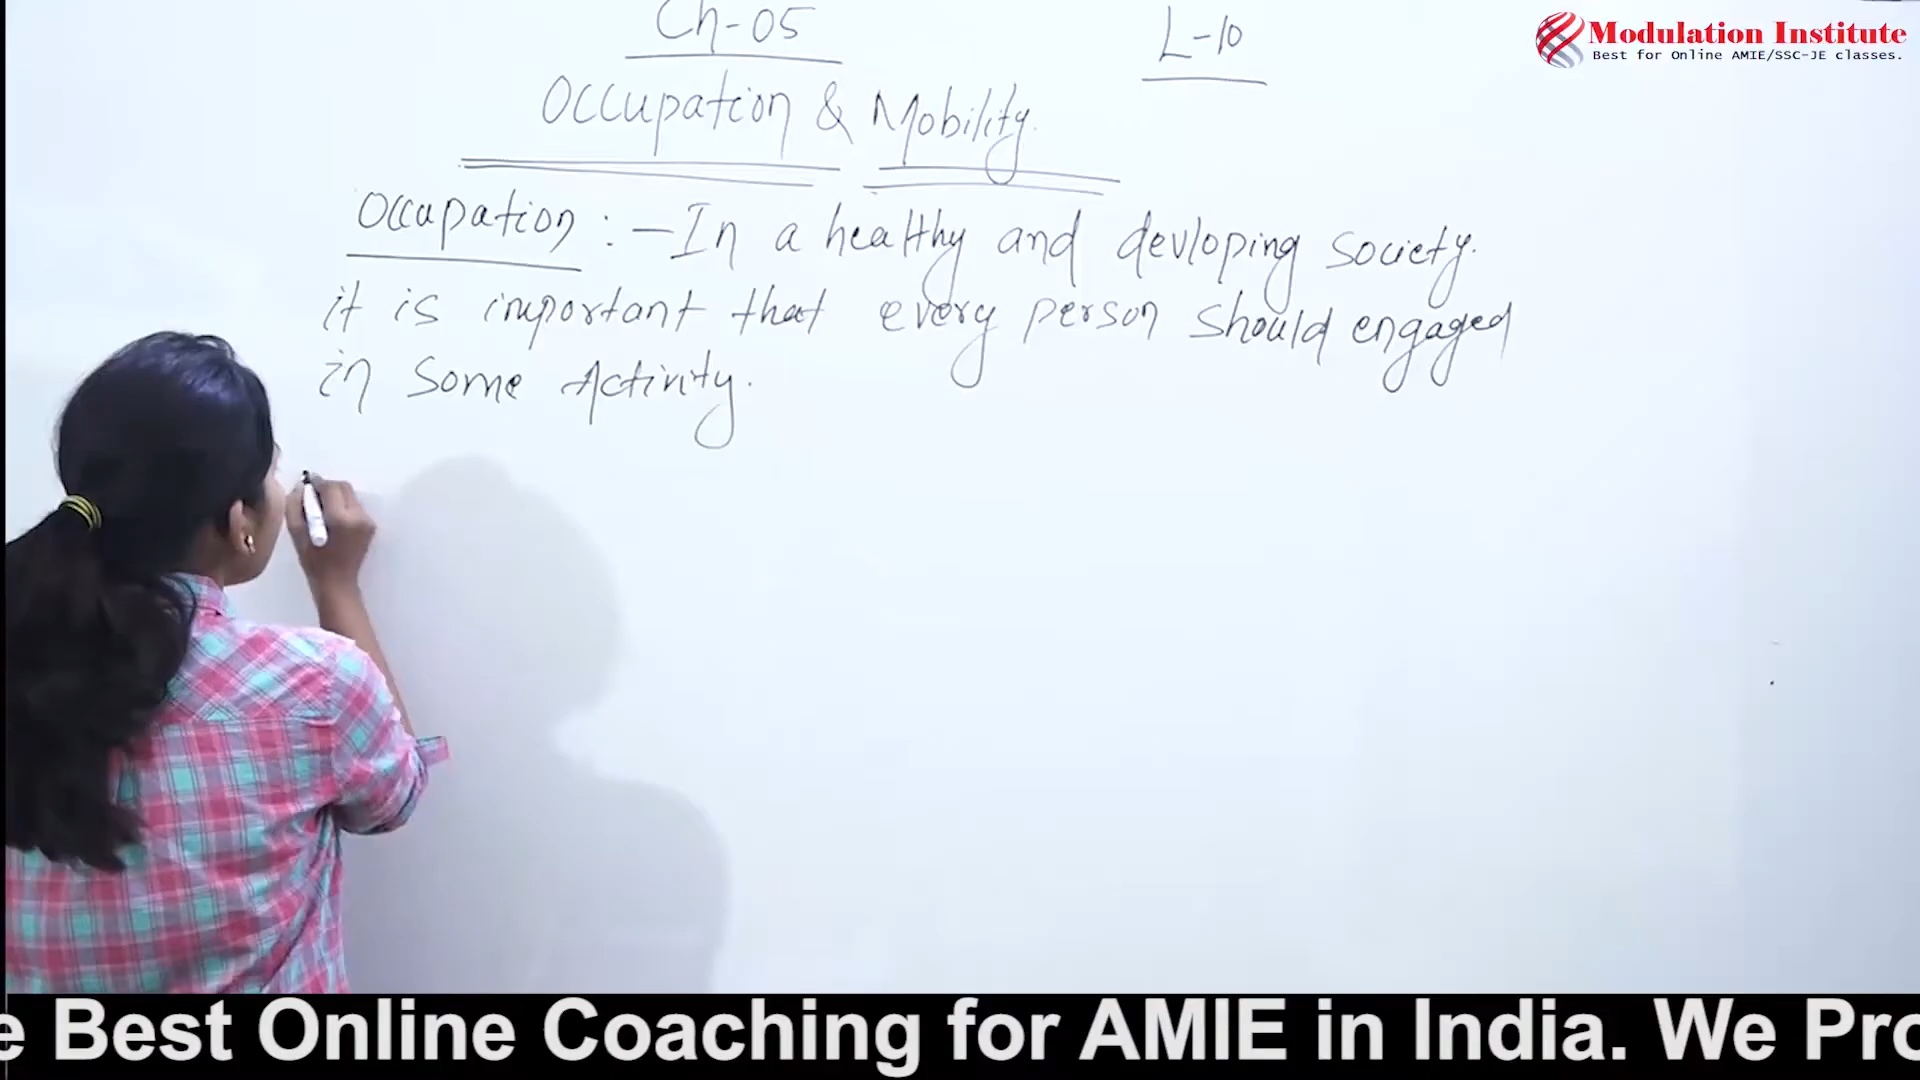 Ch-05
L-10
Modulation Institute
Best for Online AMIE/SSC-JE classes.
Occupation & Mobility.
Occupation :- In a healthy and devloping society.
it is important that every person should engaged
in some Activity.
e Best Online Coaching for AMIE in India. We Pro